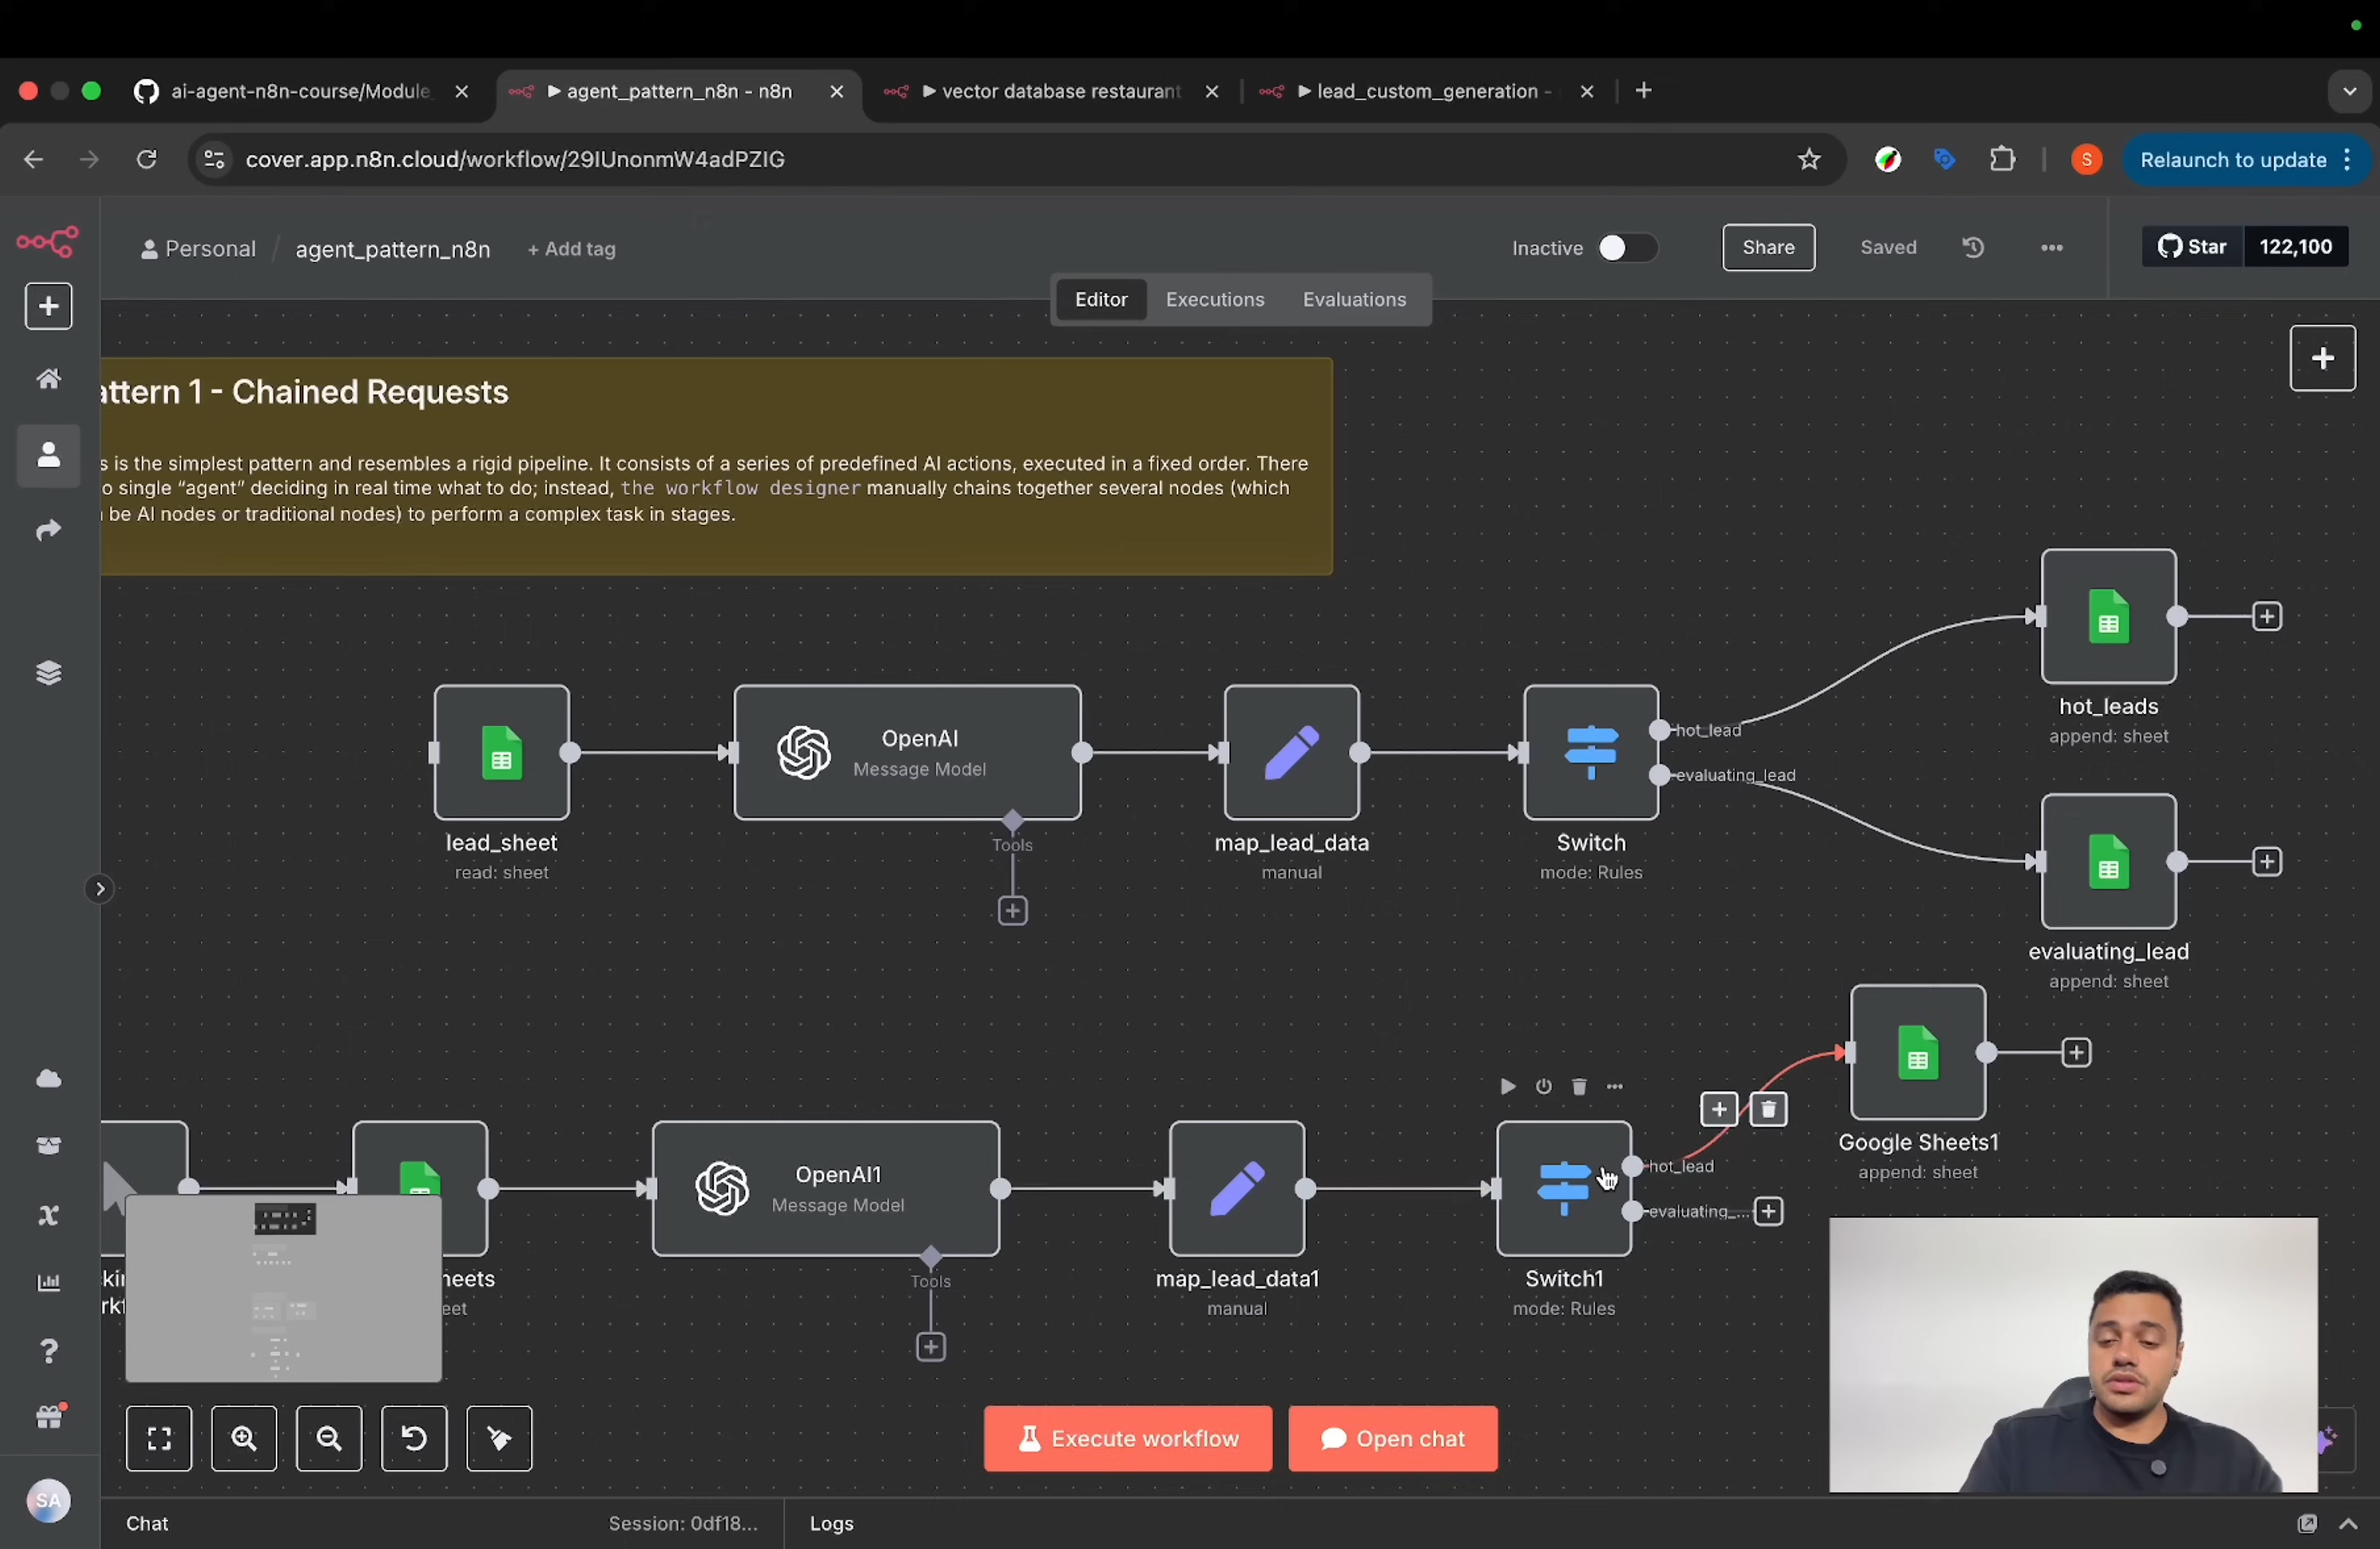 ai-agent-n8n-course/Module_
agent_pattern_n8n - n8n
vector database restaurant
lead_custom_generation -
cover.app.n8n.cloud/workflow/29IUnonmW4adPZIG
S
Relaunch to update
Personal / agent_pattern_n8n
+ Add tag
Inactive
Share
Saved
Star
122,100
Editor
Executions
Evaluations
attern 1 - Chained Requests
s is the simplest pattern and resembles a rigid pipeline. It consists of a series of predefined AI actions, executed in a fixed order. There
o single “agent” deciding in real time what to do; instead, the workflow designer manually chains together several nodes (which
be AI nodes or traditional nodes) to perform a complex task in stages.
hot_leads
append: sheet
lead_sheet
read: sheet
OpenAI
Message Model
Tools
map_lead_data
manual
Switch
mode: Rules
hot_lead
evaluating_lead
evaluating_lead
append: sheet
Google Sheets1
append: sheet
OpenAI1
Message Model
Tools
map_lead_data1
manual
Switch1
mode: Rules
hot_lead
evaluating_...
heets
eet
Execute workflow
Open chat
SA
Chat
Session: 0df18...
Logs